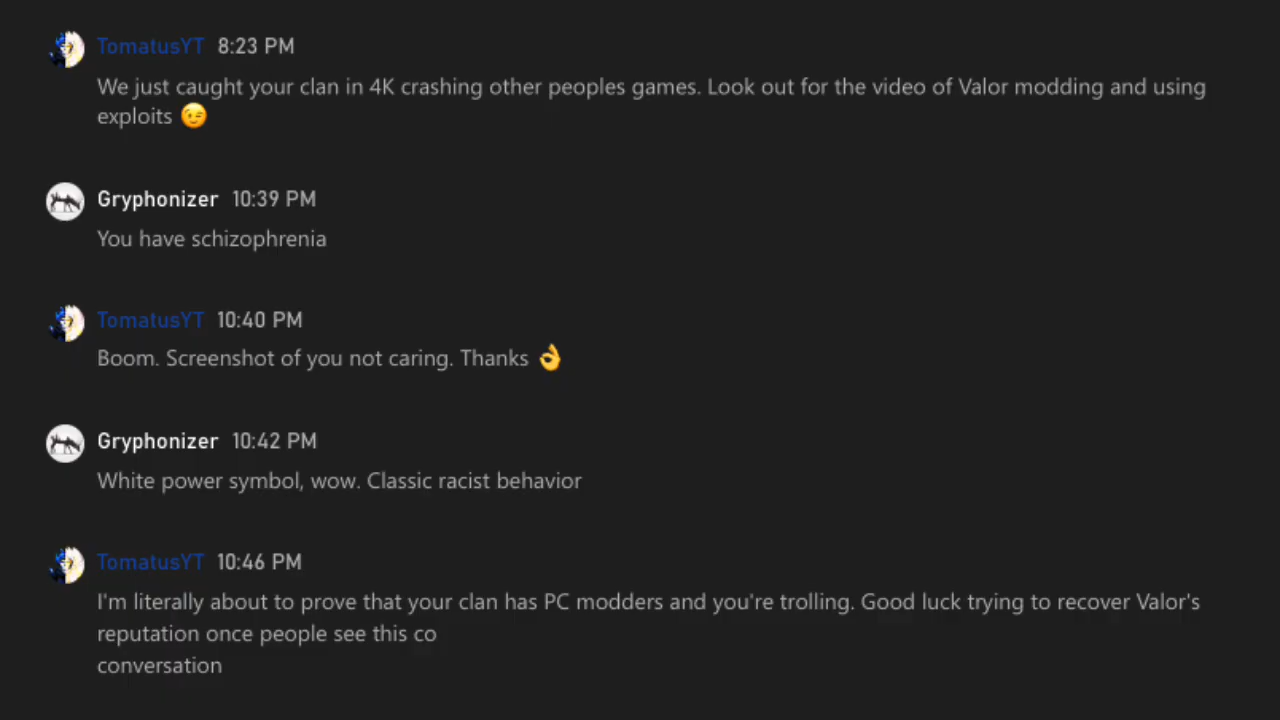 TomatusYT 8:23 PM
We just caught your clan in 4K crashing other peoples games. Look out for the video of Valor modding and using
exploits 😉
Gryphonizer 10:39 PM
You have schizophrenia
TomatusYT 10:40 PM
Boom. Screenshot of you not caring. Thanks 👌
Gryphonizer 10:42 PM
White power symbol, wow. Classic racist behavior
TomatusYT 10:46 PM
I'm literally about to prove that your clan has PC modders and you're trolling. Good luck trying to recover Valor's
reputation once people see this co
conversation